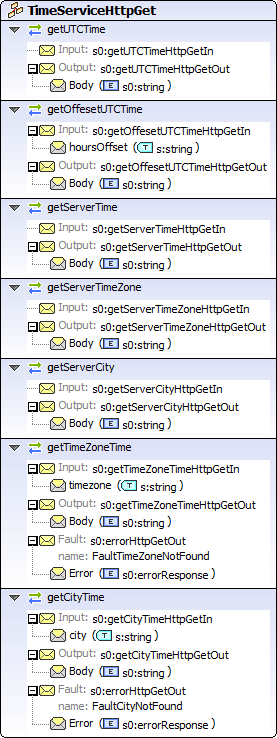 TimeServiceHttpGet
getUTCTime
Input: s0:getUTCTimeHttpGetIn
Output: s0:getUTCTimeHttpGetOut
Body ( E s0:string )
getOffesetUTCTime
Input: s0:getOffesetUTCTimeHttpGetIn
hoursOffset ( T s:string )
Output: s0:getOffesetUTCTimeHttpGetOut
Body ( E s0:string )
getServerTime
Input: s0:getServerTimeHttpGetIn
Output: s0:getServerTimeHttpGetOut
Body ( E s0:string )
getServerTimeZone
Input: s0:getServerTimeZoneHttpGetIn
Output: s0:getServerTimeZoneHttpGetOut
Body ( E s0:string )
getServerCity
Input: s0:getServerCityHttpGetIn
Output: s0:getServerCityHttpGetOut
Body ( E s0:string )
getTimeZoneTime
Input: s0:getTimeZoneTimeHttpGetIn
timezone ( T s:string )
Output: s0:getTimeZoneTimeHttpGetOut
Body ( E s0:string )
Fault: s0:errorHttpGetOut
name: FaultTimeZoneNotFound
Error ( E s0:errorResponse )
getCityTime
Input: s0:getCityTimeHttpGetIn
city ( T s:string )
Output: s0:getCityTimeHttpGetOut
Body ( E s0:string )
Fault: s0:errorHttpGetOut
name: FaultCityNotFound
Error ( E s0:errorResponse )